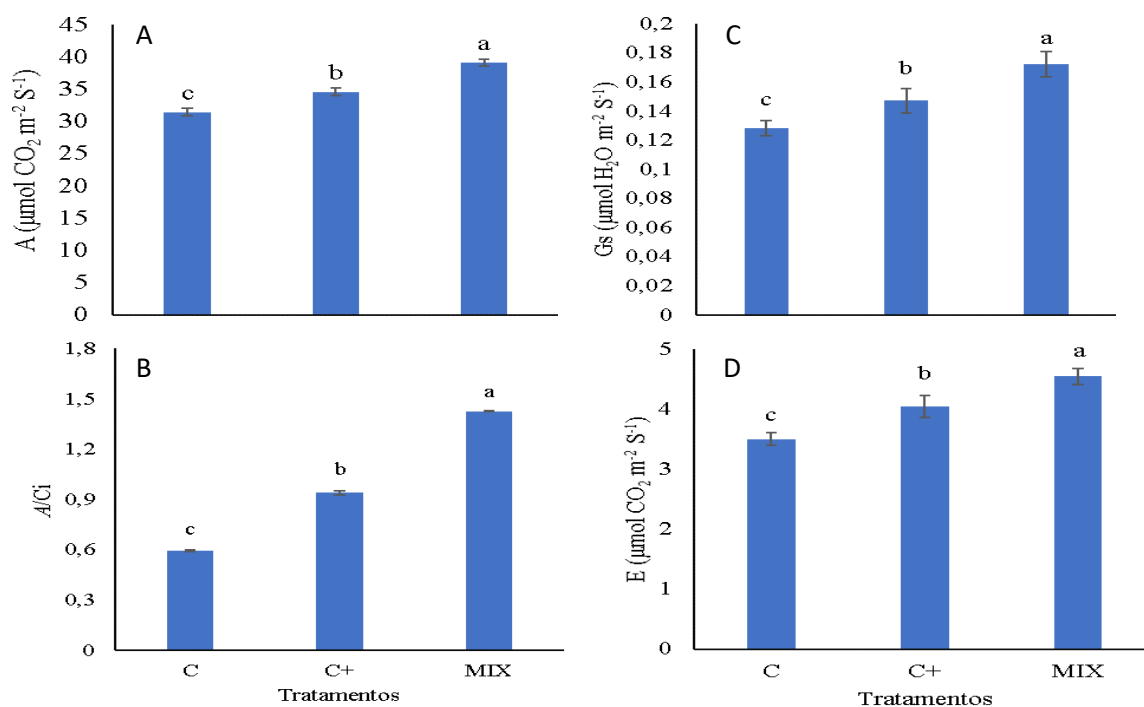 A
A (µmol CO₂ m⁻² S⁻¹)
45
40
35
30
25
20
15
10
5
0
c
b
a
C
Gs (µmol H₂O m⁻² S⁻¹)
0,2
0,18
0,16
0,14
0,12
0,1
0,08
0,06
0,04
0,02
0
c
b
a
B
A/Ci
1,8
1,5
1,2
0,9
0,6
0,3
0
c
b
a
C C+ MIX
Tratamentos
D
E (µmol CO₂ m⁻² S⁻¹)
5
4
3
2
1
0
c
b
a
C C+ MIX
Tratamentos